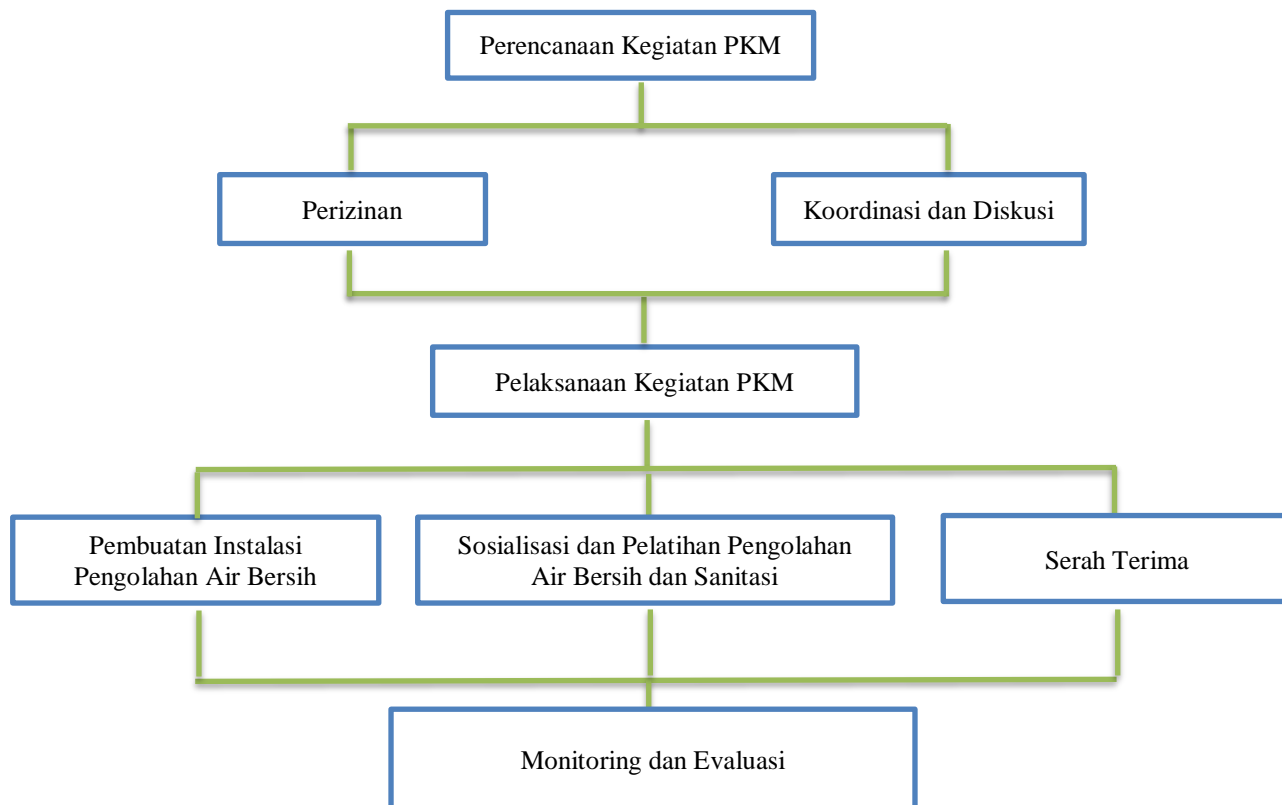 Perencanaan Kegiatan PKM
Perizinan
Koordinasi dan Diskusi
Pelaksanaan Kegiatan PKM
Pembuatan Instalasi
Pengolahan Air Bersih
Sosialisasi dan Pelatihan Pengolahan
Air Bersih dan Sanitasi
Serah Terima
Monitoring dan Evaluasi